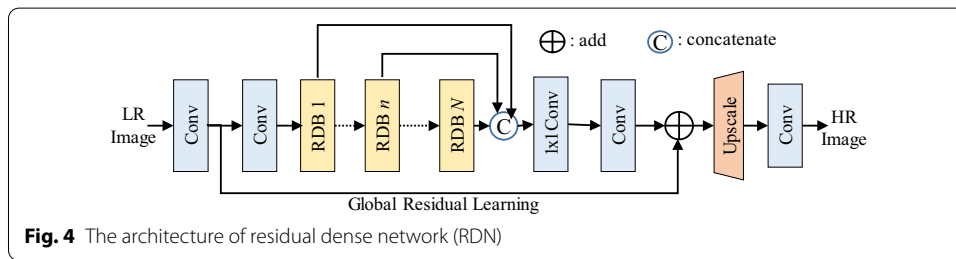 ⊕ : add
Ⓒ : concatenate
LR
Image
Conv
Conv
RDB 1
RDB n
RDB N
C
1x1 Conv
Conv
Upscale
Conv
HR
Image
Global Residual Learning
Fig. 4 The architecture of residual dense network (RDN)